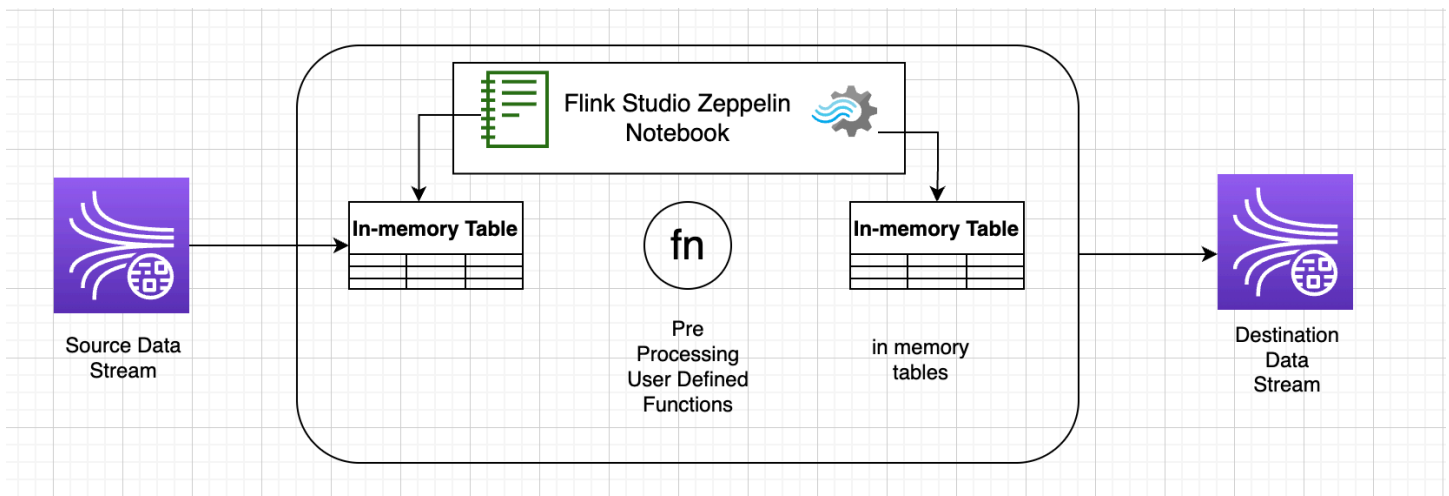 Flink Studio Zeppelin
Notebook
In-memory Table
fn
In-memory Table
Source Data
Stream
Pre
Processing
User Defined
Functions
in memory
tables
Destination
Data
Stream